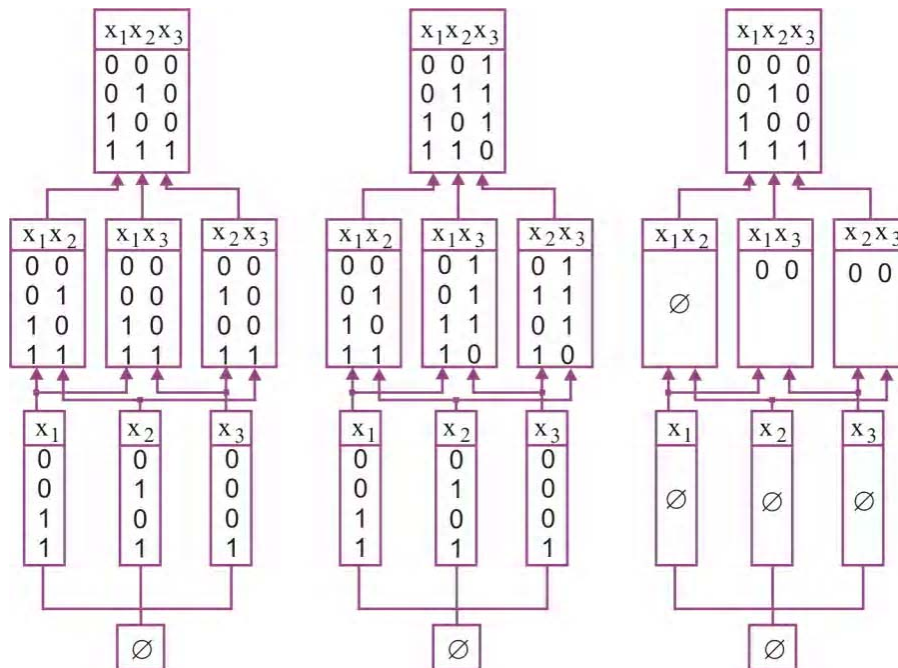 x₁x₂x₃ x₁x₂x₃ x₁x₂x₃
0 0 0 0 0 1 0 0 0
0 1 0 0 1 1 0 1 0
1 0 0 1 0 1 1 0 1
1 1 1 1 1 0 1 1 1
x₁x₂ x₁x₃ x₂x₃ x₁x₂ x₁x₃ x₂x₃ x₁x₂ x₁x₃ x₂x₃
0 0 0 0 0 0 0 0 0 1 0 1 0 0 0 0
0 1 0 0 1 0 0 1 0 1 1 1 ∅
1 0 1 0 0 0 1 0 1 1 0 1
1 1 1 1 1 1 1 1 1 0 1 0
x₁ x₂ x₃ x₁ x₂ x₃ x₁ x₂ x₃
0 0 0 0 0 0
0 1 0 0 1 0 ∅ ∅ ∅
1 0 0 1 0 0
1 1 1 1 1 1
∅ ∅ ∅